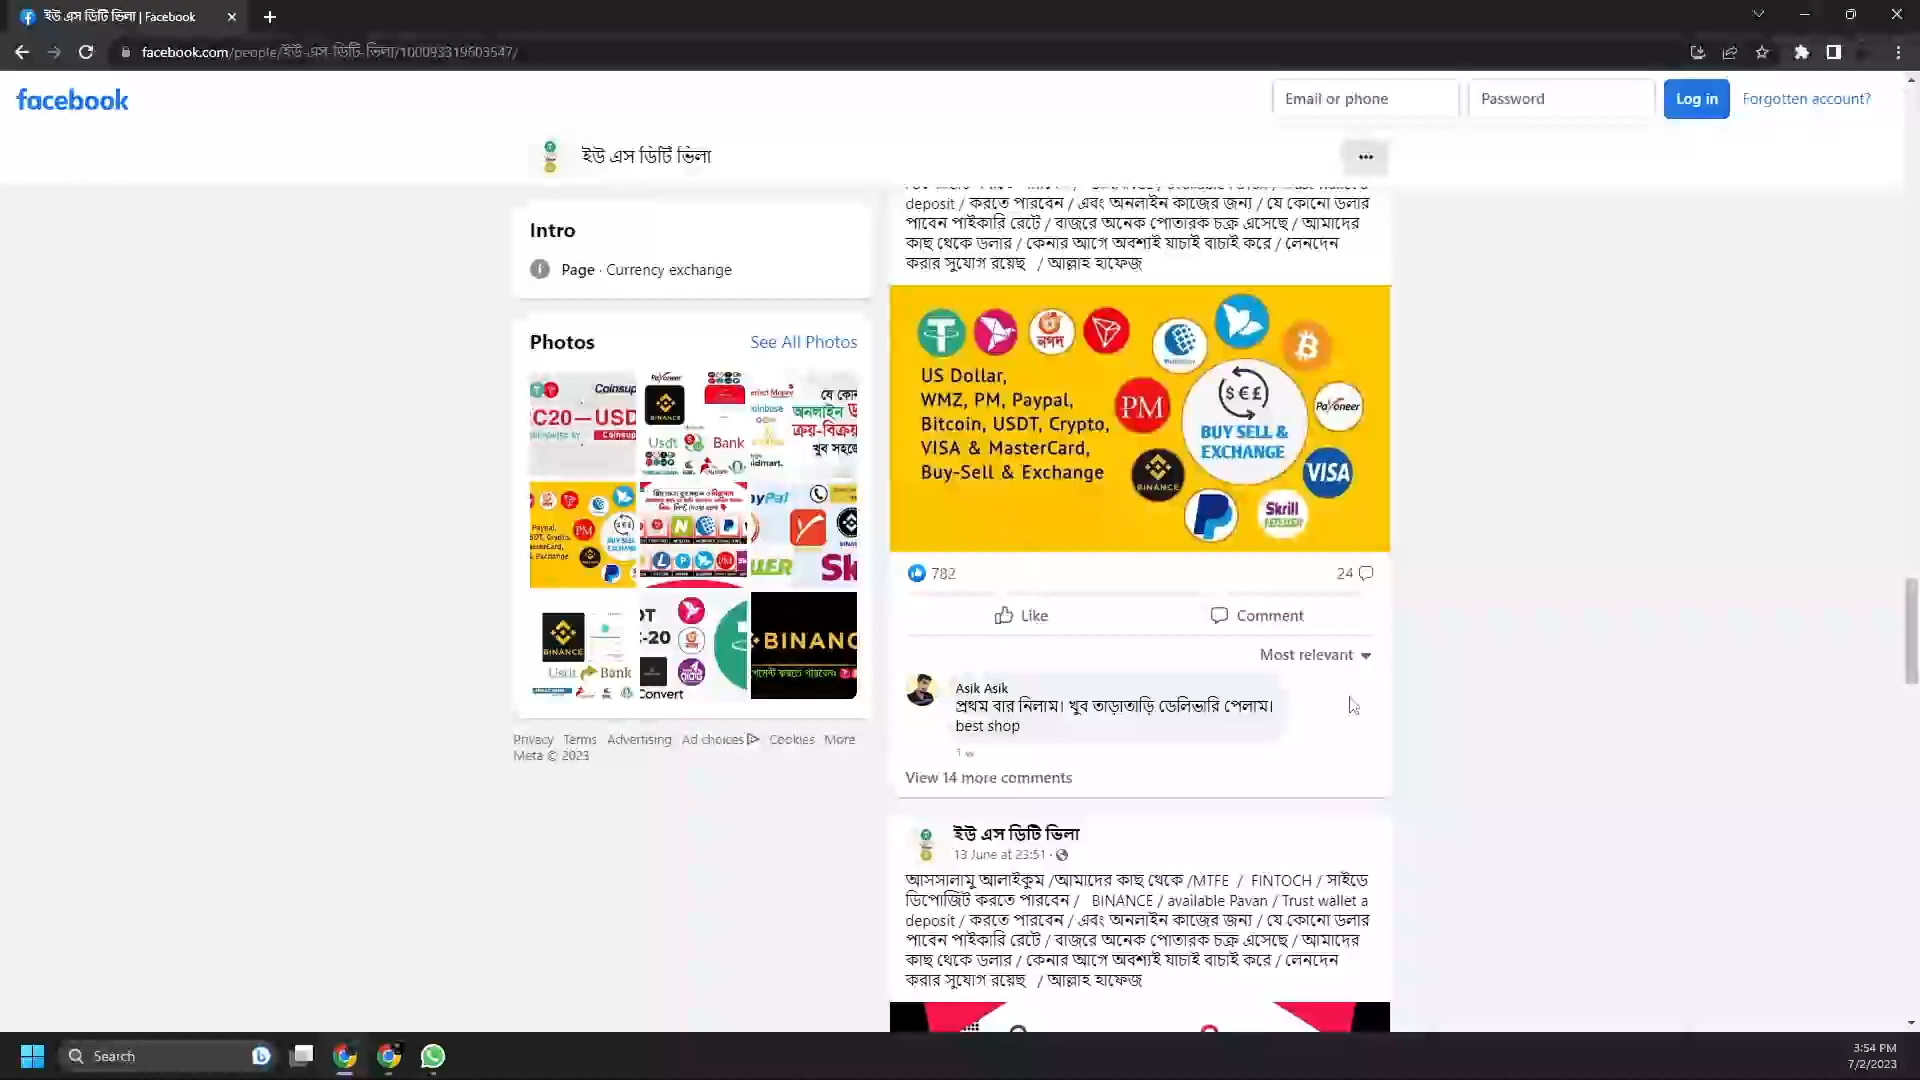 ইউ এস ডিটি ভিলা | Facebook
facebook.com/people/ইউ-এস-ডিটি-ভিলা/100093319603547/
facebook
Email or phone
Password
Log in
Forgotten account?
ইউ এস ডিটি ভিলা
Intro
Page · Currency exchange
Photos
See All Photos
Privacy Terms Advertising Ad choices Cookies More
Meta © 2023
deposit / করতে পারবেন / এবং অনলাইন কাজের জন্য / যে কোনো ডলার
পাবেন পাইকারি রেটে / বাজারে অনেক পোতারক চক্র এসেছে / আমাদের
কাছ থেকে ডলার / কেনার আগে অবশ্যই যাচাই বাচাই করে / লেনদেন
করার সুযোগ রয়েছ / আল্লাহ হাফেজ
নগদ
US Dollar,
WMZ, PM, Paypal,
Bitcoin, USDT, Crypto,
VISA & MasterCard,
Buy-Sell & Exchange
PM
Payoneer
BUY SELL &
EXCHANGE
BINANCE
VISA
Skrill
782
24
Like
Comment
Most relevant
Asik Asik
প্রথম বার নিলাম। খুব তাড়াতাড়ি ডেলিভারি পেলাম।
best shop
View 14 more comments
ইউ এস ডিটি ভিলা
13 June at 23:51
আসসালামু আলাইকুম /আমাদের কাছ থেকে /MTFE / FINTOCH / সাইডে
ডিপোজিট করতে পারবেন / BINANCE / available Pavan / Trust wallet a
deposit / করতে পারবেন / এবং অনলাইন কাজের জন্য / যে কোনো ডলার
পাবেন পাইকারি রেটে / বাজারে অনেক পোতারক চক্র এসেছে / আমাদের
কাছ থেকে ডলার / কেনার আগে অবশ্যই যাচাই বাচাই করে / লেনদেন
করার সুযোগ রয়েছ / আল্লাহ হাফেজ
Search
3:54 PM
7/2/2023